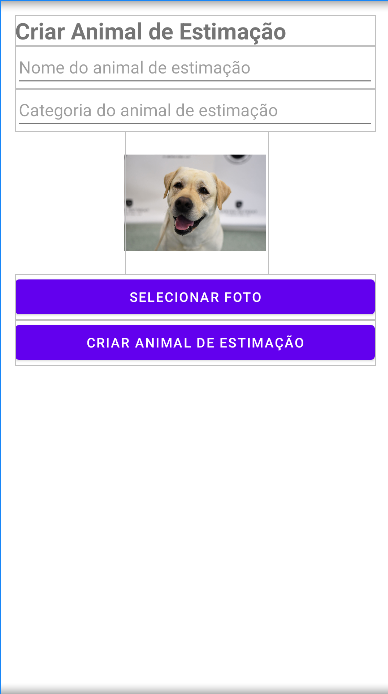 Criar Animal de Estimação
Nome do animal de estimação
Categoria do animal de estimação
SELECIONAR FOTO
CRIAR ANIMAL DE ESTIMAÇÃO